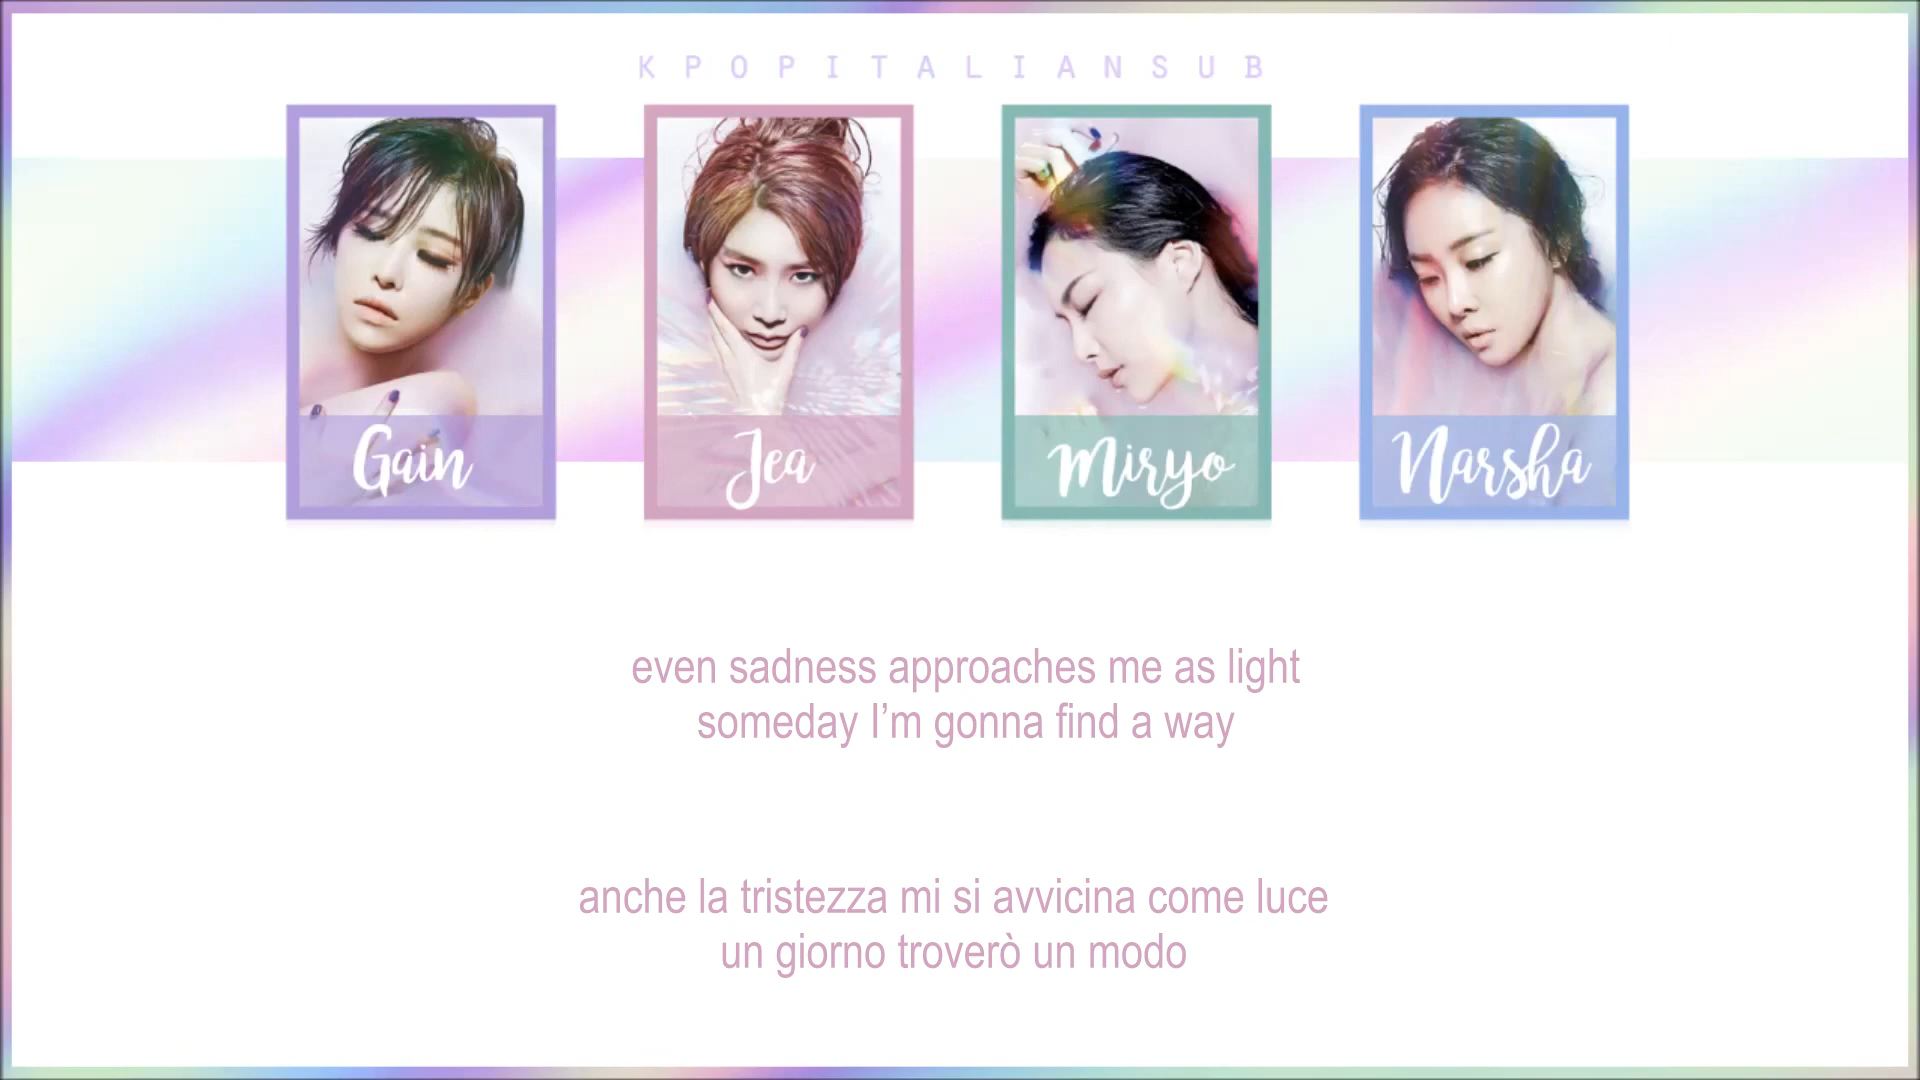 KPOPITALIANSUB
Gain
Jea
Miryo
Narsha
even sadness approaches me as light
someday I’m gonna find a way
anche la tristezza mi si avvicina come luce
un giorno troverò un modo